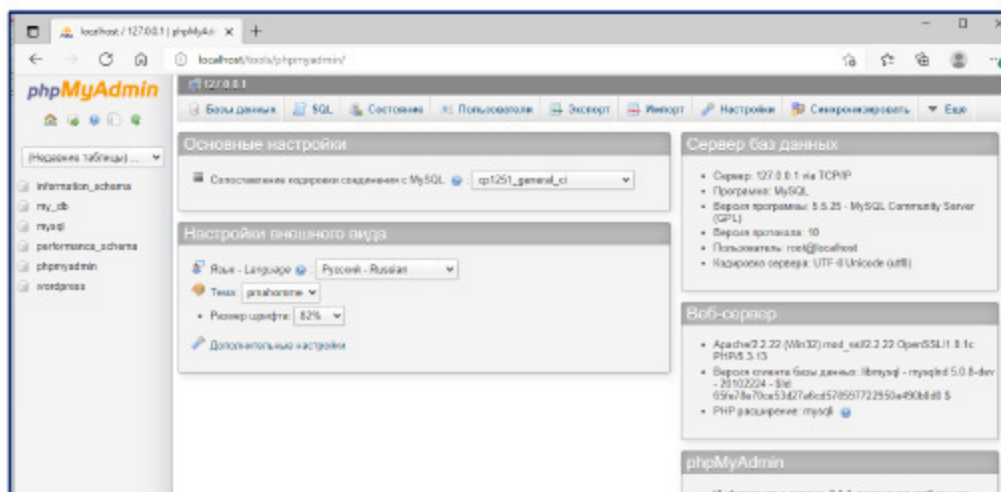 localhost / 127.0.0.1 | phpMyAd
localhost/tools/phpmyadmin/
phpMyAdmin
(Недавние таблицы) ...
information_schema
my_db
mysql
performance_schema
phpmyadmin
wordpress
127.0.0.1
Базы данных SQL Состояние Пользователи Экспорт Импорт Настройки Синхронизировать Еще
Основные настройки
Сопоставление кодировки соединения с MySQL : cp1251_general_ci
Настройки внешнего вида
Язык - Language : Русский - Russian
Тема: pmahomme
Размер шрифта: 82%
Дополнительные настройки
Сервер баз данных
Сервер: 127.0.0.1 via TCP/IP
Программа: MySQL
Версия программы: 5.5.25 - MySQL Community Server
(GPL)
Версия протокола: 10
Пользователь: root@localhost
Кодировка сервера: UTF-8 Unicode (utf8)
Веб-сервер
Apache/2.2.22 (Win32) mod_ssl/2.2.22 OpenSSL/1.0.1c
PHP/5.3.13
Версия клиента базы данных: libmysql - mysqlnd 5.0.8-dev
- 20102224 - $Id:
PHP расширение: mysqli
phpMyAdmin